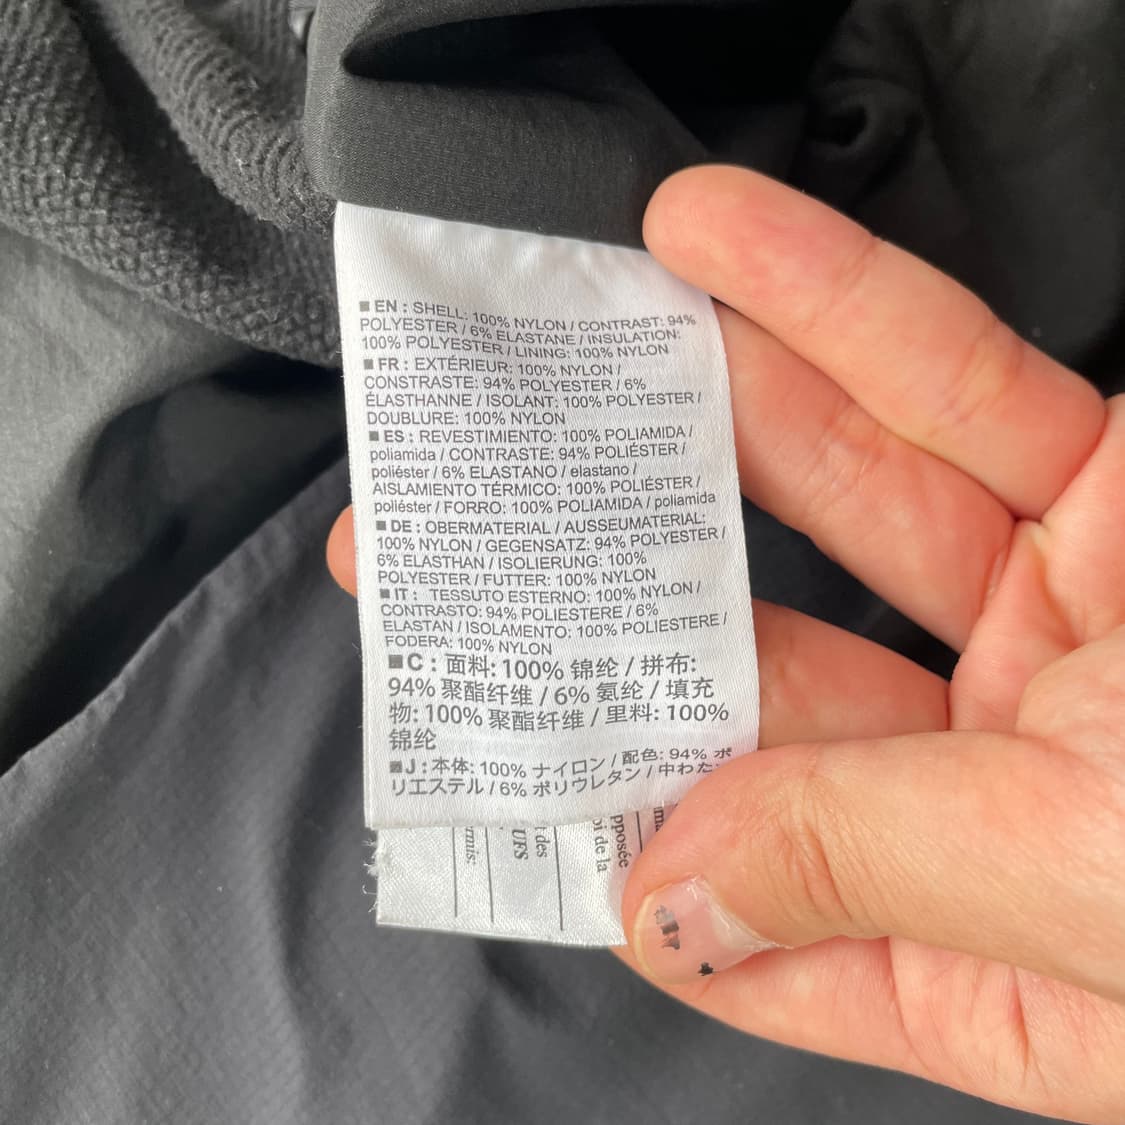 ■ EN : SHELL: 100% NYLON / CONTRAST: 94%
POLYESTER / 6% ELASTANE / INSULATION:
100% POLYESTER / LINING: 100% NYLON
■ FR : EXTÉRIEUR: 100% NYLON /
CONSTRASTE: 94% POLYESTER / 6%
ÉLASTHANNE / ISOLANT: 100% POLYESTER /
DOUBLURE: 100% NYLON
■ ES : REVESTIMIENTO: 100% POLIAMIDA /
poliamida / CONTRASTE: 94% POLIÉSTER /
poliéster / 6% ELASTANO / elastano /
AISLAMIENTO TÉRMICO: 100% POLIÉSTER /
poliéster / FORRO: 100% POLIAMIDA / poliamida
■ DE : OBERMATERIAL / AUSSEUMATERIAL:
100% NYLON / GEGENSATZ: 94% POLYESTER /
6% ELASTHAN / ISOLIERUNG: 100%
POLYESTER / FUTTER: 100% NYLON
■ IT : TESSUTO ESTERNO: 100% NYLON /
CONTRASTO: 94% POLIESTERE / 6%
ELASTAN / ISOLAMENTO: 100% POLIESTERE /
FODERA: 100% NYLON
■C : 面料: 100% 锦纶 / 拼布:
94% 聚酯纤维 / 6% 氨纶 / 填充
物: 100% 聚酯纤维 / 里料: 100%
锦纶
■J : 本体: 100% ナイロン / 配色: 94% ポ
リエステル / 6% ポリウレタン / 中わた
pposée
oi de la
des
UES
rmis: